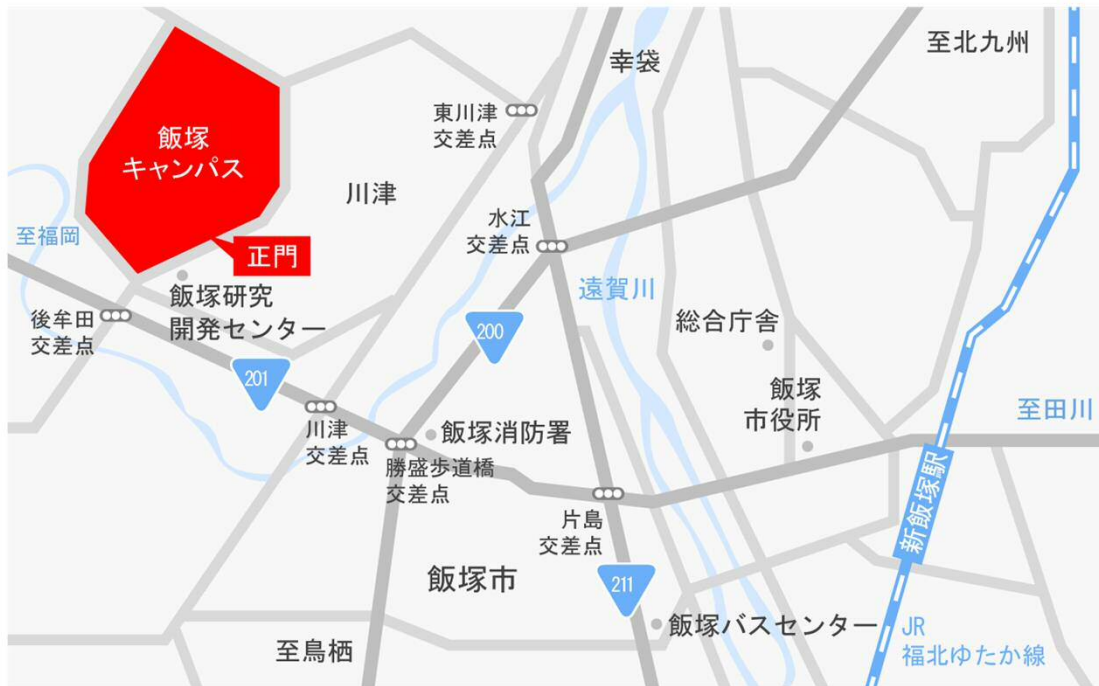 至北九州
幸袋
東川津
交差点
飯塚
キャンパス
川津
水江
交差点
至福岡
正門
遠賀川
飯塚研究
開発センター
後牟田
交差点
200
総合庁舎
201
飯塚
市役所
至田川
川津
交差点
飯塚消防署
勝盛歩道橋
交差点
新飯塚駅
片島
交差点
飯塚市
211
飯塚バスセンター
JR
福北ゆたか線
至鳥栖